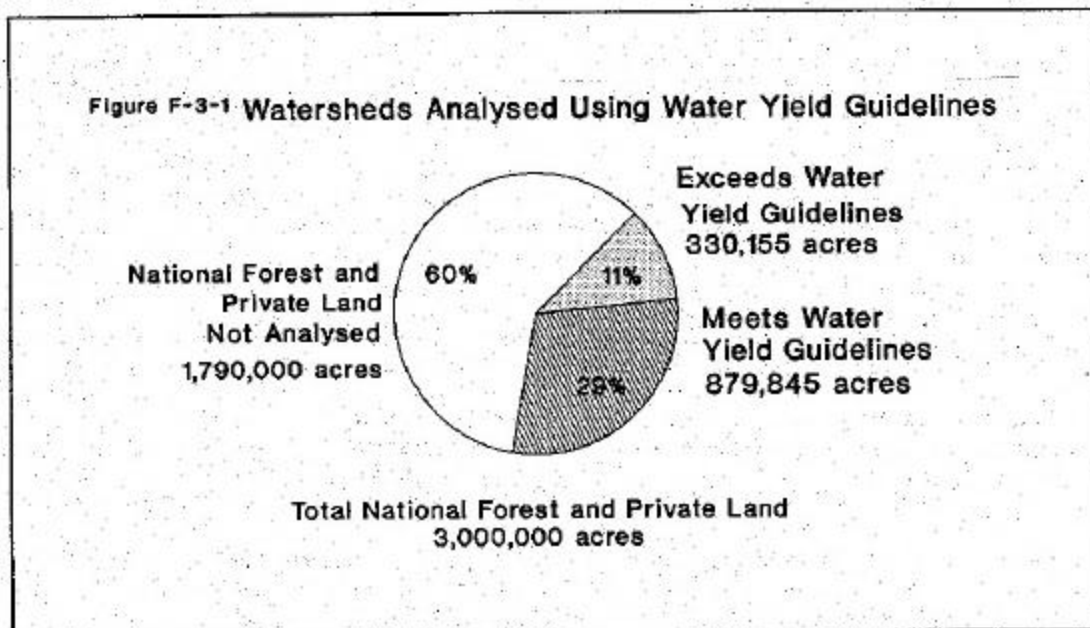 Figure F-3-1 Watersheds Analysed Using Water Yield Guidelines
Exceeds Water
Yield Guidelines
330,155 acres
11%
60%
National Forest and
Private Land
Not Analysed
1,790,000 acres
Meets Water
Yield Guidelines
879,845 acres
29%
Total National Forest and Private Land
3,000,000 acres